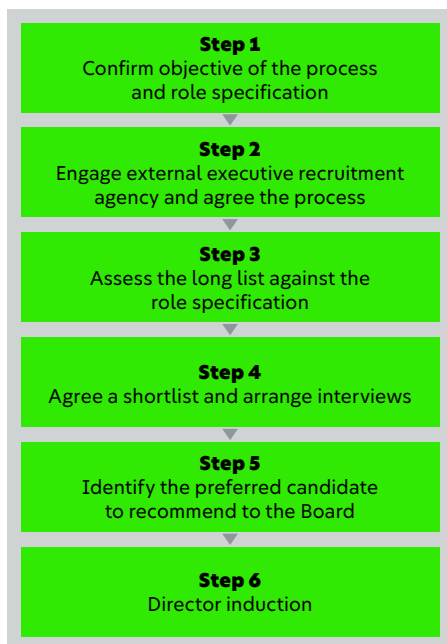 Step 1
Confirm objective of the process
and role specification
Step 2
Engage external executive recruitment
agency and agree the process
Step 3
Assess the long list against the
role specification
Step 4
Agree a shortlist and arrange interviews
Step 5
Identify the preferred candidate
to recommend to the Board
Step 6
Director induction